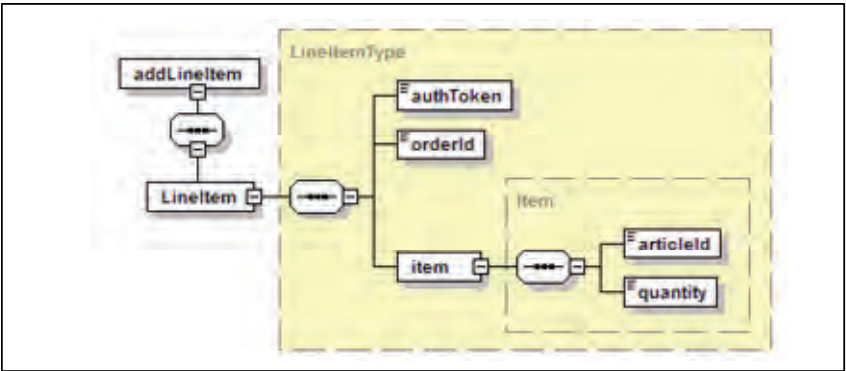 LineItemType
addLineItem
authToken
orderId
LineItem
Item
item
articleId
quantity